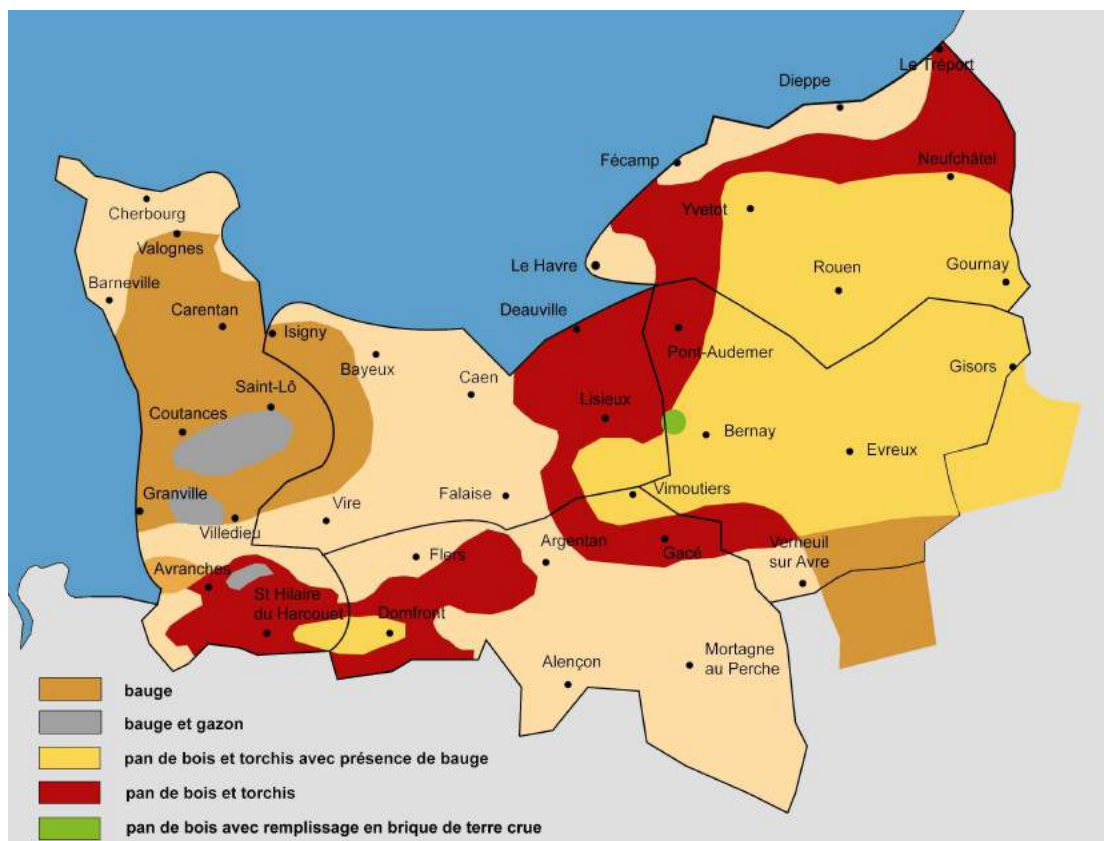 Le Tréport
Dieppe
Fécamp
Neufchâtel
Cherbourg
Yvetot
Valognes
Le Havre
Rouen
Gournay
Barneville
Carentan
Deauville
Isigny
Pont-Audemer
Bayeux
Gisors
Caen
Saint-Lô
Lisieux
Coutances
Bernay
Evreux
Granville
Vire
Falaise
Vimoutiers
Villedieu
Argentan
Gacé
Verneuil
sur Avre
Flers
Avranches
St Hilaire
du Harcouet
Domfront
Alençon
Mortagne
au Perche
bauge
bauge et gazon
pan de bois et torchis avec présence de bauge
pan de bois et torchis
pan de bois avec remplissage en brique de terre crue